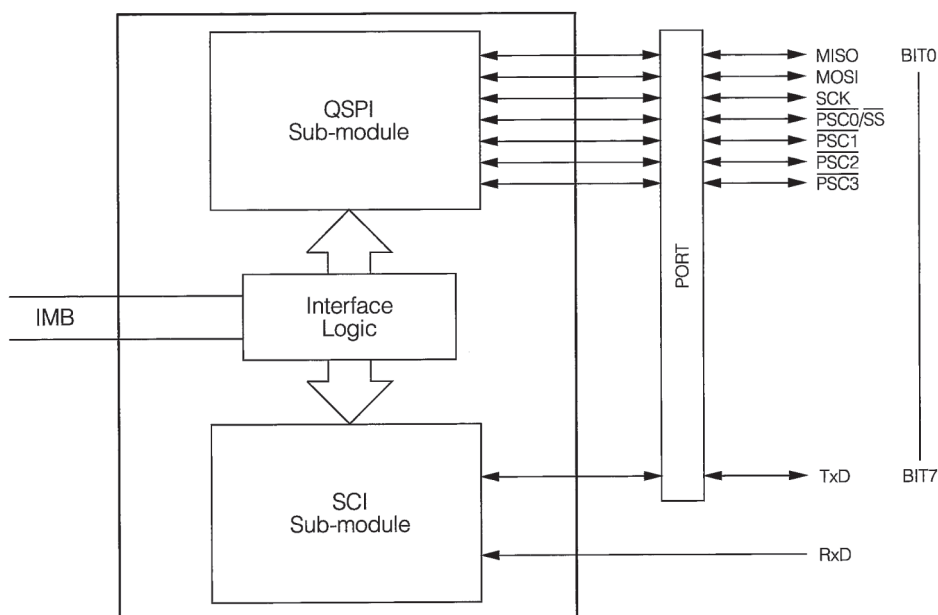 QSPI
Sub-module
MISO BIT0
MOSI
SCK
PSC0/SS
PSC1
PSC2
PSC3
PORT
IMB
Interface
Logic
SCI
Sub-module
TxD BIT7
RxD